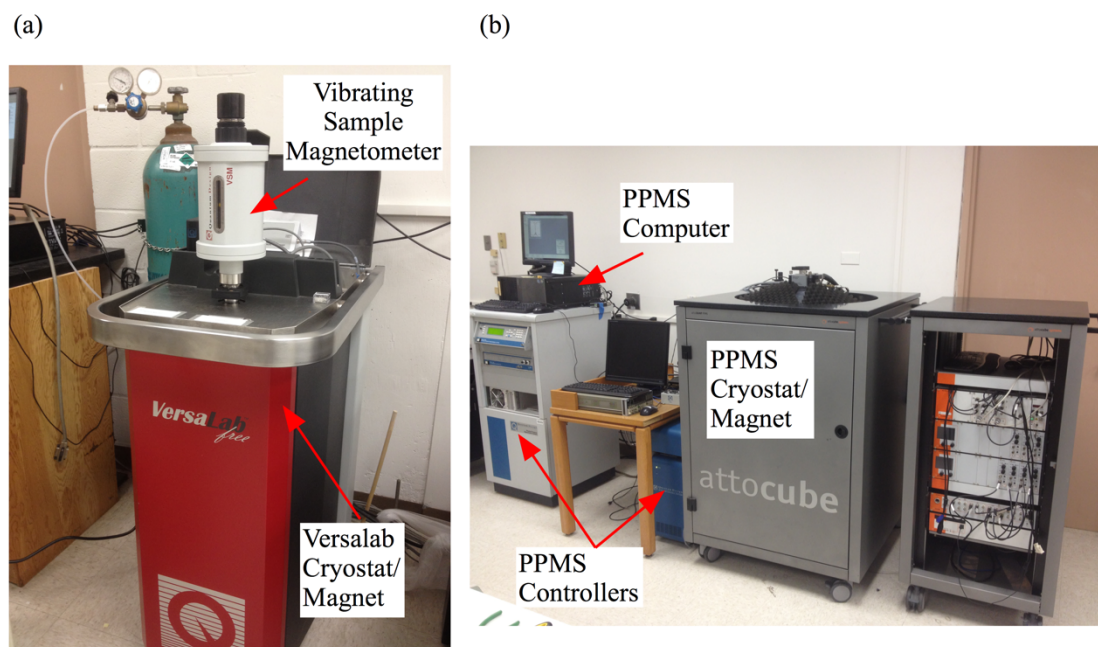 (a)
(b)
Vibrating
Sample
Magnetometer
VSM
PPMS
Computer
VersaLab
free
PPMS
Cryostat/
Magnet
attocube
Versalab
Cryostat/
Magnet
PPMS
Controllers